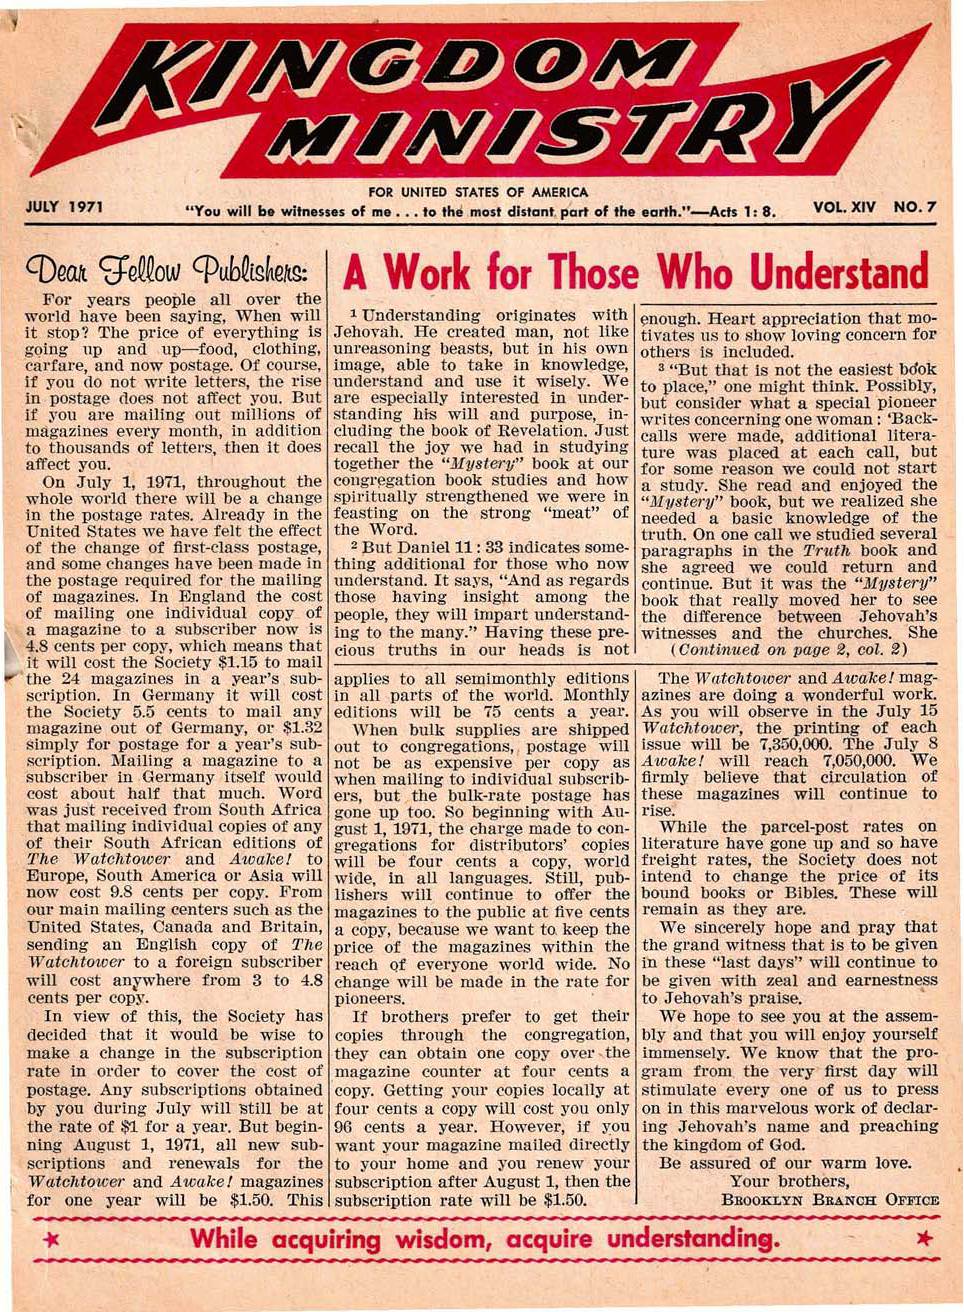 KINGDOM
MINISTRY
FOR UNITED STATES OF AMERICA
JULY 1971
"You will be witnesses of me . . . to the most distant part of the earth."—Acts 1: 8.
VOL. XIV NO. 7
Dear Fellow Publishers:
For years people all over the
world have been saying, When will
it stop? The price of everything is
going up and up—food, clothing,
carfare, and now postage. Of course,
if you do not write letters, the rise
in postage does not affect you. But
if you are mailing out millions of
magazines every month, in addition
to thousands of letters, then it does
affect you.
On July 1, 1971, throughout the
whole world there will be a change
in the postage rates. Already in the
United States we have felt the effect
of the change of first-class postage,
and some changes have been made in
the postage required for the mailing
of magazines. In England the cost
of mailing one individual copy of
a magazine to a subscriber now is
4.8 cents per copy, which means that
it will cost the Society $1.15 to mail
the 24 magazines in a year's sub-
scription. In Germany it will cost
the Society 5.5 cents to mail any
magazine out of Germany, or $1.32
simply for postage for a year's sub-
scription. Mailing a magazine to a
subscriber in Germany itself would
cost about half that much. Word
was just received from South Africa
that mailing individual copies of any
of their South African editions of
The Watchtower and Awake! to
Europe, South America or Asia will
now cost 9.8 cents per copy. From
our main mailing centers such as the
United States, Canada and Britain,
sending an English copy of The
Watchtower to a foreign subscriber
will cost anywhere from 3 to 4.8
cents per copy.
In view of this, the Society has
decided that it would be wise to
make a change in the subscription
rate in order to cover the cost of
postage. Any subscriptions obtained
by you during July will still be at
the rate of $1 for a year. But begin-
ning August 1, 1971, all new sub-
scriptions and renewals for the
Watchtower and Awake! magazines
for one year will be $1.50. This
applies to all semimonthly editions
in all parts of the world. Monthly
editions will be 75 cents a year.
When bulk supplies are shipped
out to congregations, postage will
not be as expensive per copy as
when mailing to individual subscrib-
ers, but the bulk-rate postage has
gone up too. So beginning with Au-
gust 1, 1971, the charge made to con-
gregations for distributors' copies
will be four cents a copy, world
wide, in all languages. Still, pub-
lishers will continue to offer the
magazines to the public at five cents
a copy, because we want to keep the
price of the magazines within the
reach of everyone world wide. No
change will be made in the rate for
pioneers.
If brothers prefer to get their
copies through the congregation,
they can obtain one copy over the
magazine counter at four cents a
copy. Getting your copies locally at
four cents a copy will cost you only
96 cents a year. However, if you
want your magazine mailed directly
to your home and you renew your
subscription after August 1, then the
subscription rate will be $1.50.
The Watchtower and Awake! mag-
azines are doing a wonderful work.
As you will observe in the July 15
Watchtower, the printing of each
issue will be 7,350,000. The July 8
Awake! will reach 7,050,000. We
firmly believe that circulation of
these magazines will continue to
rise.
While the parcel-post rates on
literature have gone up and so have
freight rates, the Society does not
intend to change the price of its
bound books or Bibles. These will
remain as they are.
We sincerely hope and pray that
the grand witness that is to be given
in these "last days" will continue to
be given with zeal and earnestness
to Jehovah's praise.
We hope to see you at the assem-
bly and that you will enjoy yourself
immensely. We know that the pro-
gram from the very first day will
stimulate every one of us to press
on in this marvelous work of declar-
ing Jehovah's name and preaching
the kingdom of God.
Be assured of our warm love.
Your brothers,
BROOKLYN BRANCH OFFICE
A Work for Those Who Understand
1 Understanding originates with
Jehovah. He created man, not like
unreasoning beasts, but in his own
image, able to take in knowledge,
understand and use it wisely. We
are especially interested in under-
standing his will and purpose, in-
cluding the book of Revelation. Just
recall the joy we had in studying
together the "Mystery" book at our
congregation book studies and how
spiritually strengthened we were in
feasting on the strong "meat" of
the Word.
2 But Daniel 11: 33 indicates some-
thing additional for those who now
understand. It says, "And as regards
those having insight among the
people, they will impart understand-
ing to the many." Having these pre-
cious truths in our heads is not
enough. Heart appreciation that mo-
tivates us to show loving concern for
others is included.
3 "But that is not the easiest book
to place," one might think. Possibly,
but consider what a special pioneer
writes concerning one woman: 'Back-
calls were made, additional litera-
ture was placed at each call, but
for some reason we could not start
a study. She read and enjoyed the
"Mystery" book, but we realized she
needed a basic knowledge of the
truth. On one call we studied several
paragraphs in the Truth book and
she agreed we could return and
continue. But it was the "Mystery"
book that really moved her to see
the difference between Jehovah's
witnesses and the churches. She
(Continued on page 2, col. 2)
While acquiring wisdom, acquire understanding.